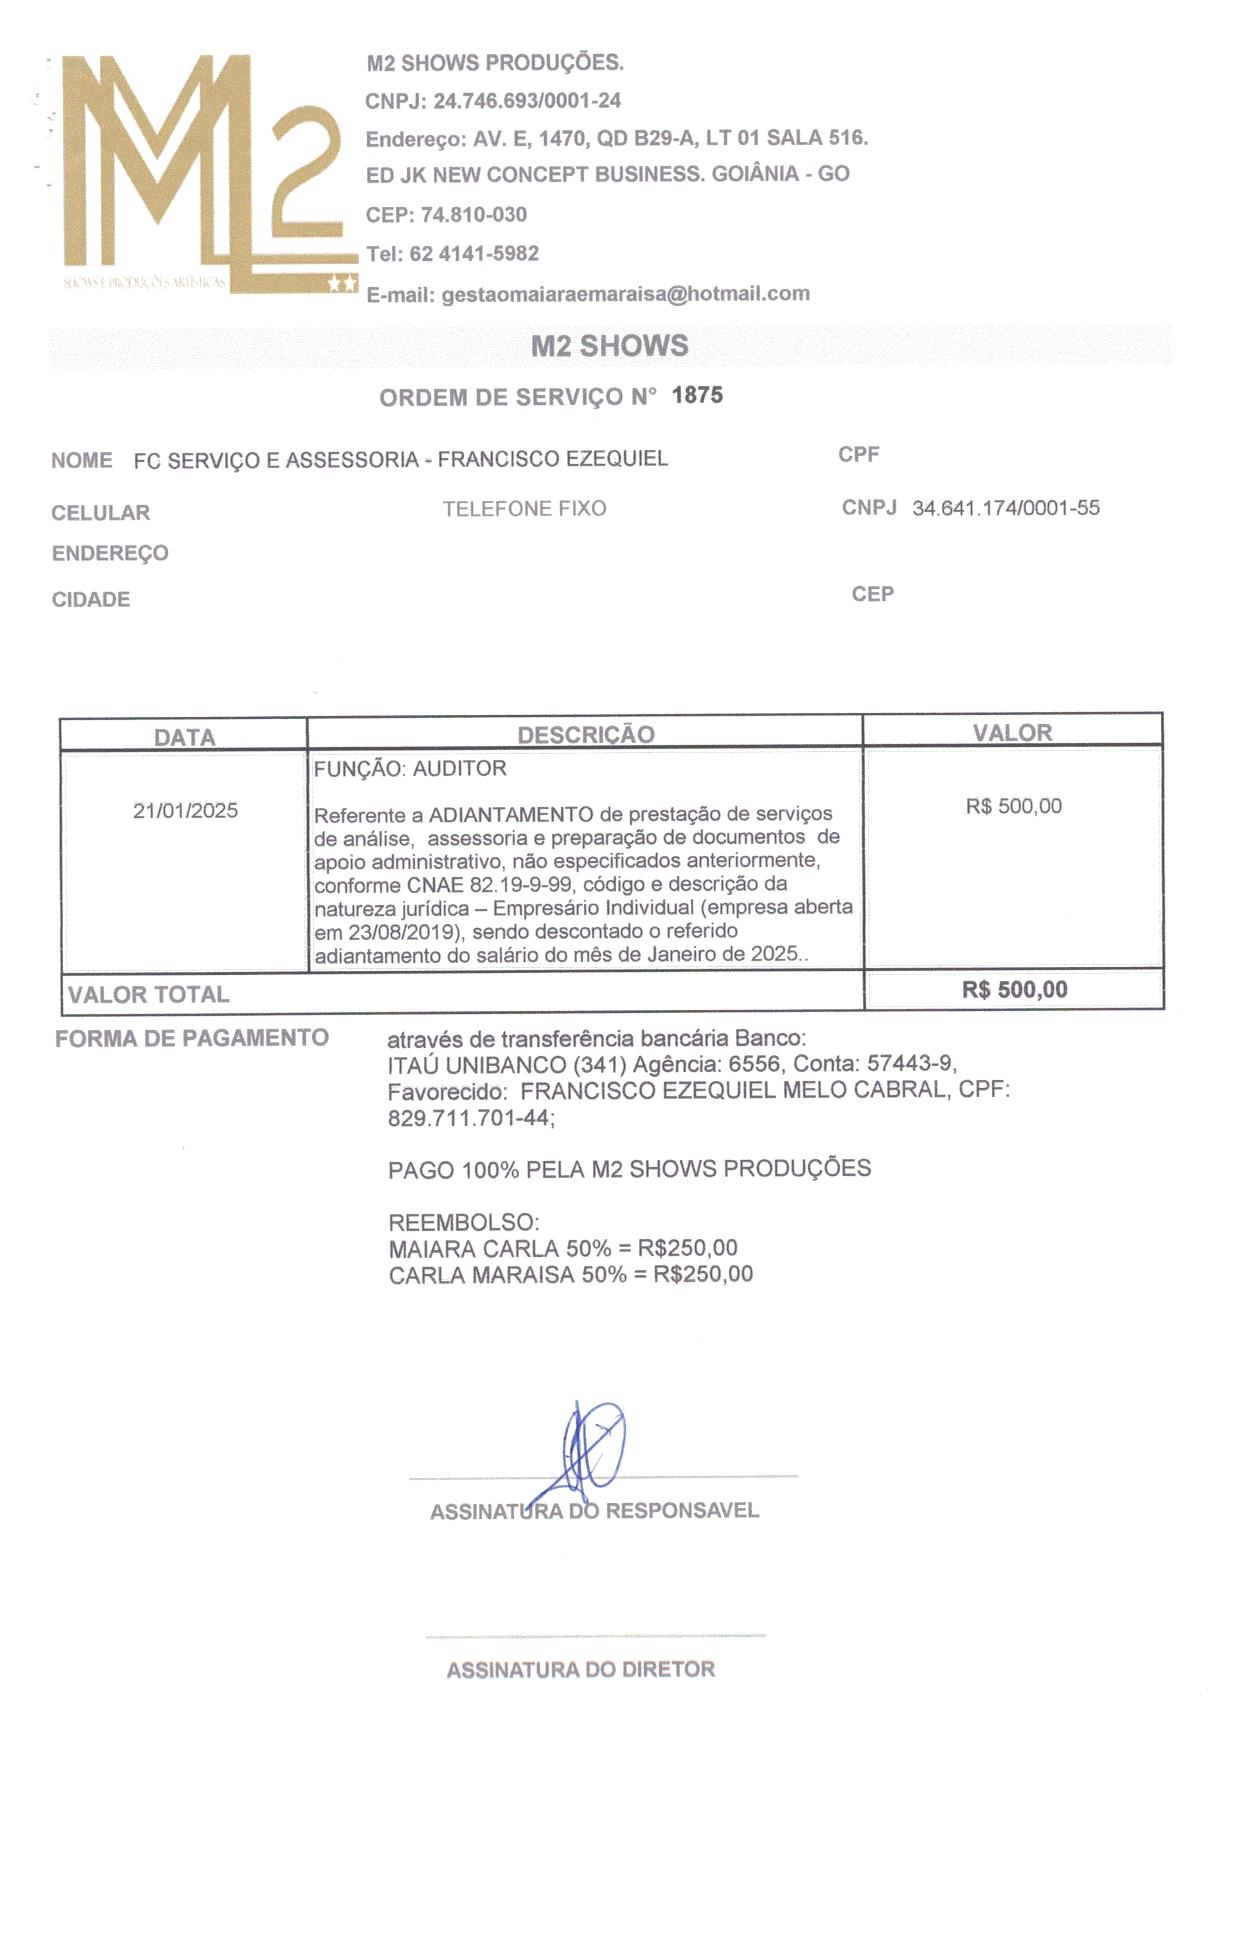 M2 SHOWS PRODUÇÕES.
CNPJ: 24.746.693/0001-24
Endereço: AV. E, 1470, QD B29-A, LT 01 SALA 516.
ED JK NEW CONCEPT BUSINESS. GOIÂNIA - GO
CEP: 74.810-030
Tel: 62 4141-5982
E-mail: gestaomaiaraemaraisa@hotmail.com
M2
SHOWS E PRODUÇÕES ARTÍSTICAS
M2 SHOWS
ORDEM DE SERVIÇO N° 1875
NOME FC SERVIÇO E ASSESSORIA - FRANCISCO EZEQUIEL CPF
CELULAR TELEFONE FIXO CNPJ 34.641.174/0001-55
ENDEREÇO
CIDADE CEP
DATA DESCRIÇÃO VALOR
FUNÇÃO: AUDITOR
21/01/2025 R$ 500,00
Referente a ADIANTAMENTO de prestação de serviços
de análise, assessoria e preparação de documentos de
apoio administrativo, não especificados anteriormente,
conforme CNAE 82.19-9-99, código e descrição da
natureza jurídica – Empresário Individual (empresa aberta
em 23/08/2019), sendo descontado o referido
adiantamento do salário do mês de Janeiro de 2025..
VALOR TOTAL R$ 500,00
FORMA DE PAGAMENTO através de transferência bancária Banco:
ITAÚ UNIBANCO (341) Agência: 6556, Conta: 57443-9,
Favorecido: FRANCISCO EZEQUIEL MELO CABRAL, CPF:
829.711.701-44;
PAGO 100% PELA M2 SHOWS PRODUÇÕES
REEMBOLSO:
MAIARA CARLA 50% = R$250,00
CARLA MARAISA 50% = R$250,00
ASSINATURA DO RESPONSAVEL
ASSINATURA DO DIRETOR